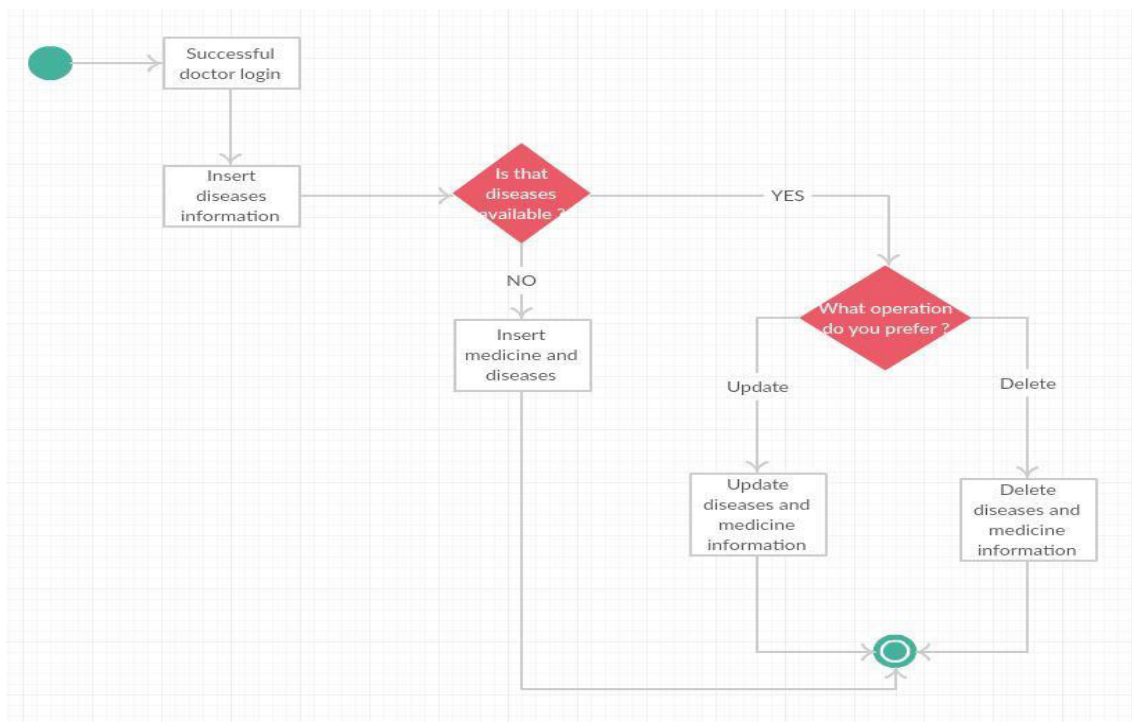 Successful
doctor login
Insert
diseases
information
Is that
diseases
available ?
YES
NO
What operation
do you prefer ?
Insert
medicine and
diseases
Update
Delete
Update
diseases and
medicine
information
Delete
diseases and
medicine
information